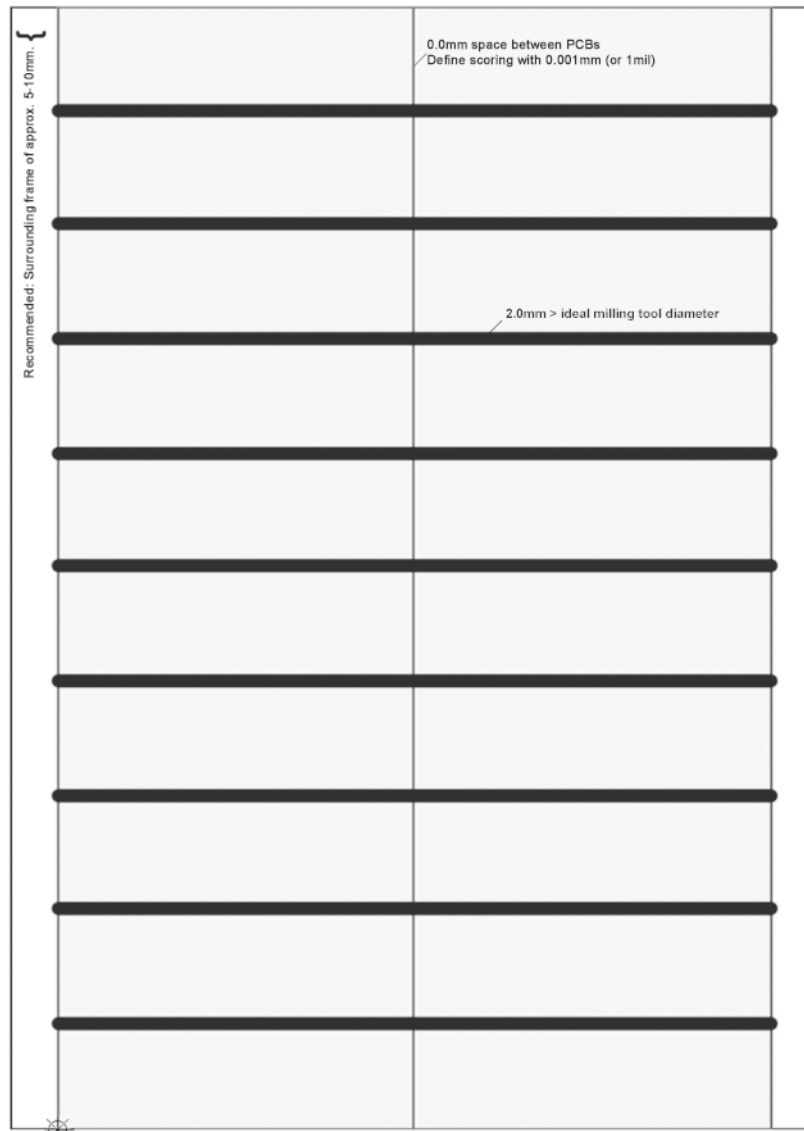 Recommended: Surrounding frame of approx. 5-10mm.
0.0mm space between PCBs
Define scoring with 0.001mm (or 1mil)
2.0mm > ideal milling tool diameter